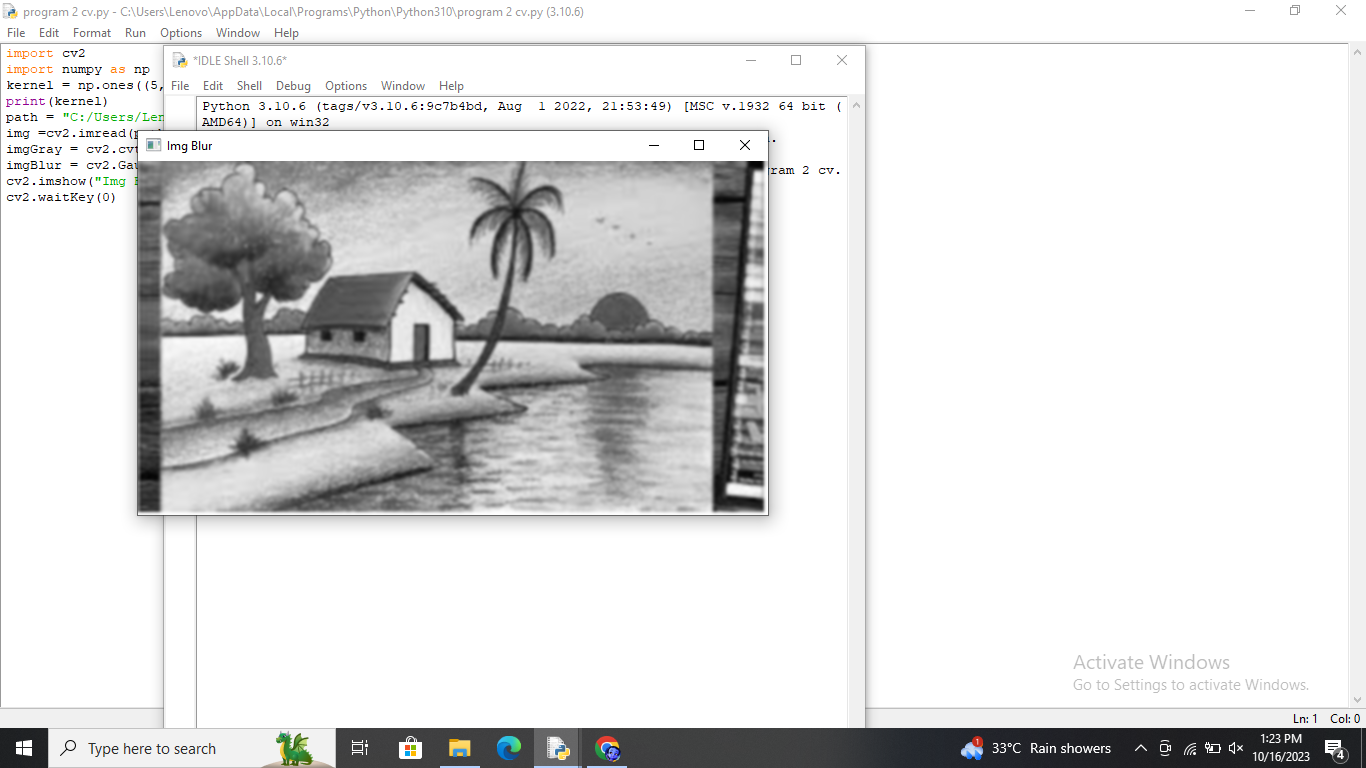 program 2 cv.py - C:\Users\Lenovo\AppData\Local\Programs\Python\Python310\program 2 cv.py (3.10.6)
File Edit Format Run Options Window Help
import cv2
import numpy as np
kernel = np.ones((5,
print(kernel)
path = "C:/Users/Len
img =cv2.imread(
imgGray = cv2.cvt
imgBlur = cv2.Gau
cv2.imshow("Img
cv2.waitKey(0)
*IDLE Shell 3.10.6*
File Edit Shell Debug Options Window Help
Python 3.10.6 (tags/v3.10.6:9c7b4bd, Aug 1 2022, 21:53:49) [MSC v.1932 64 bit (
AMD64)] on win32
ram 2 cv.
Img Blur
Activate Windows
Go to Settings to activate Windows.
Ln: 1 Col: 0
Type here to search
1
33°C Rain showers
1:23 PM
10/16/2023
4